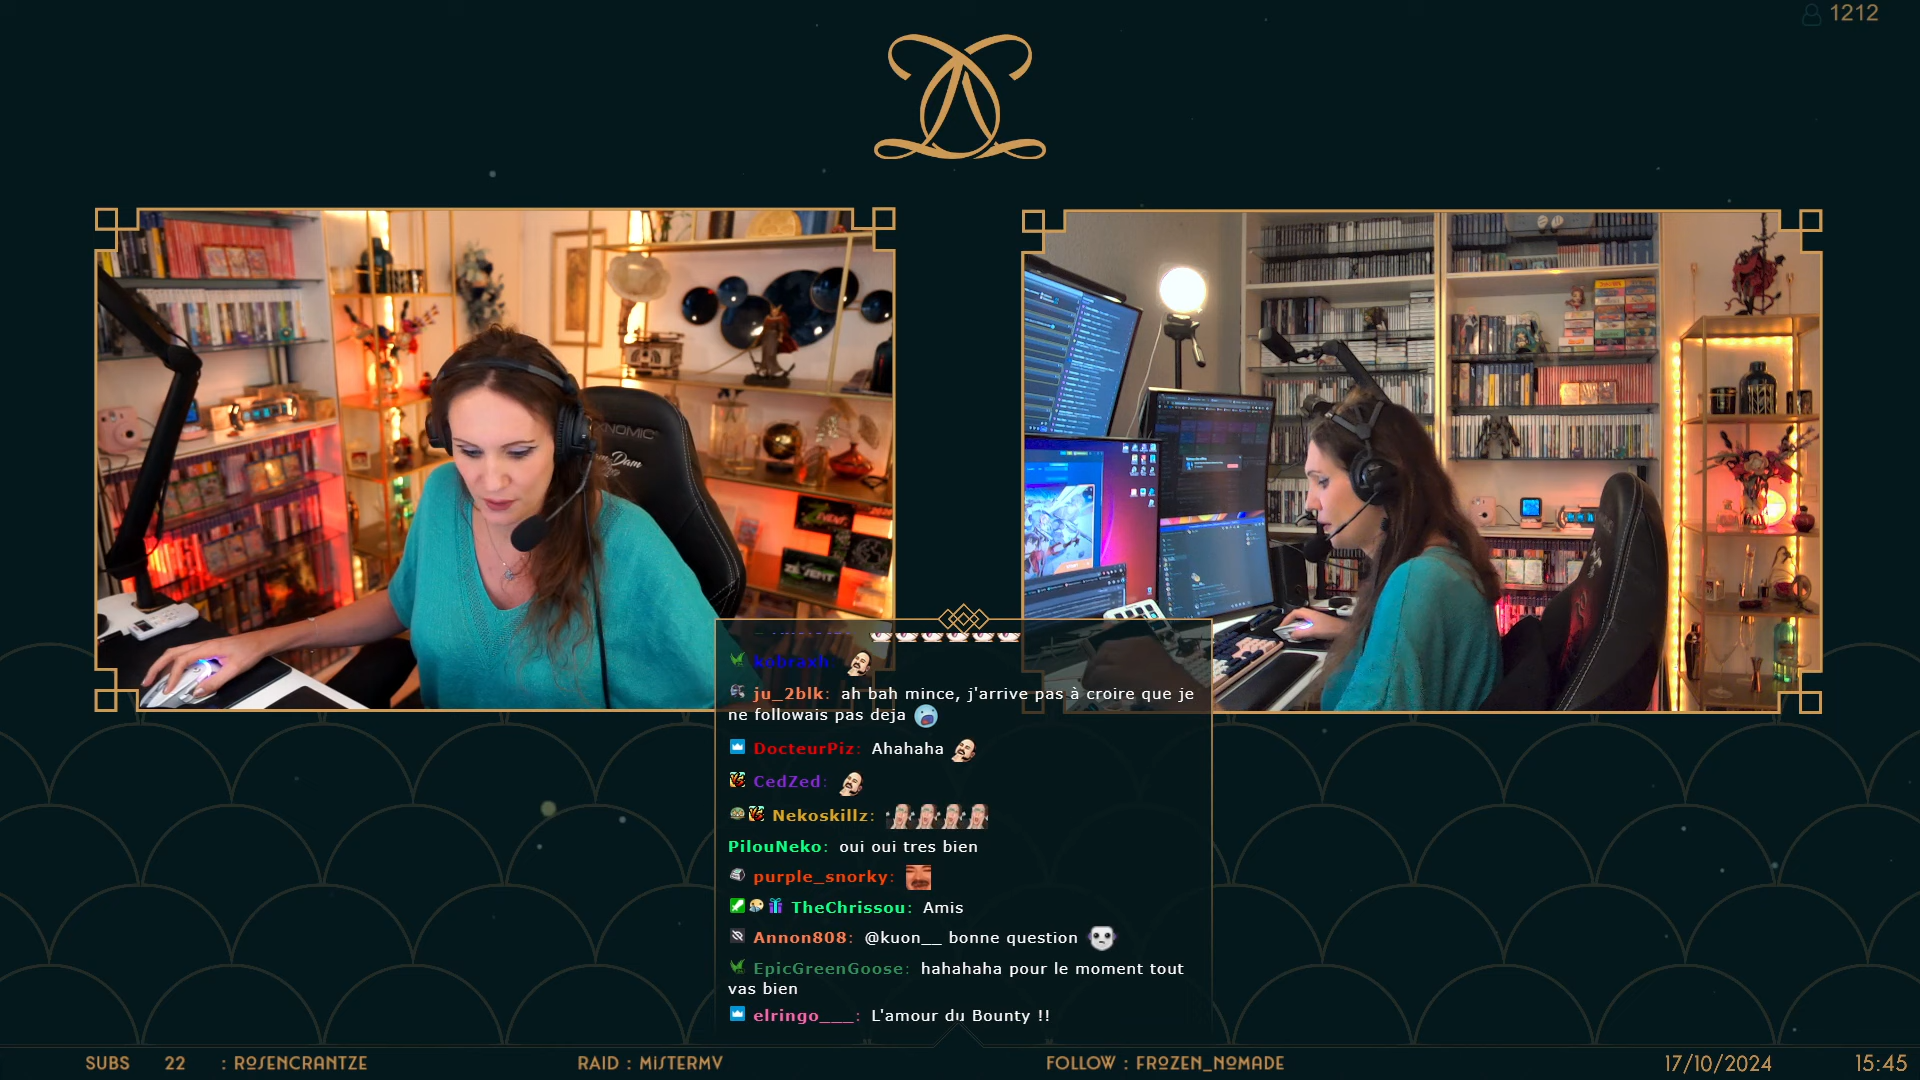 1212
kobraxh
ju_2blk: ah bah mince, j'arrive pas à croire que je
ne followais pas deja
DocteurPiz: Ahahaha
CedZed:
Nekoskillz:
PilouNeko: oui oui tres bien
purple_snorky:
TheChrissou: Amis
Annon808: @kuon__ bonne question
EpicGreenGoose: hahahaha pour le moment tout
vas bien
elringo___: L'amour du Bounty !!
SUBS 22 : ROSENCRANTZE
RAID : MiSTERMV
FOLLOW : FROZEN_NOMADE
17/10/2024
15:45